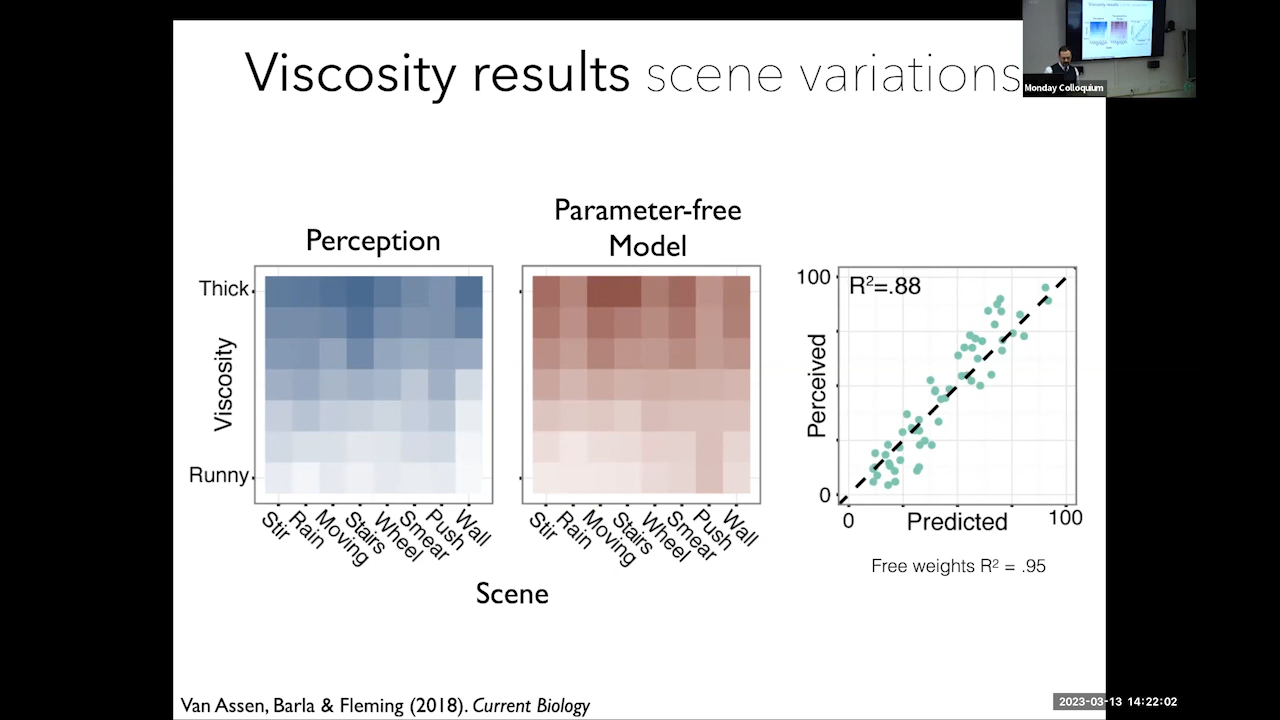 Viscosity results scene variations
Monday Colloquium
Perception
Parameter-free
Model
Thick
Viscosity
Runny
Stir
Rain
Moving
Stairs
Wheel
Smear
Push
Wall
Stir
Rain
Moving
Stairs
Wheel
Smear
Push
Wall
Scene
100
R²=.88
Perceived
0
0
Predicted
100
Free weights R² = .95
Van Assen, Barla & Fleming (2018). Current Biology
2023-03-13 14:22:02